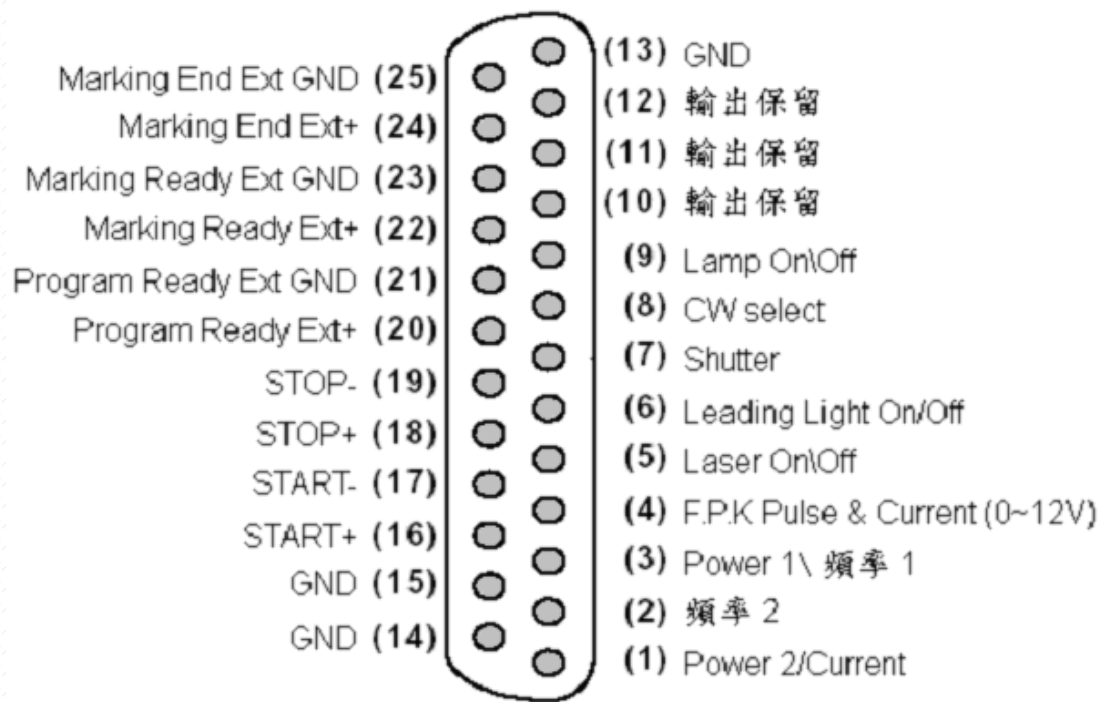 Marking End Ext GND (25)
Marking End Ext+ (24)
Marking Ready Ext GND (23)
Marking Ready Ext+ (22)
Program Ready Ext GND (21)
Program Ready Ext+ (20)
STOP- (19)
STOP+ (18)
START- (17)
START+ (16)
GND (15)
GND (14)
(13) GND
(12) 輸出保留
(11) 輸出保留
(10) 輸出保留
(9) Lamp On\Off
(8) CW select
(7) Shutter
(6) Leading Light On/Off
(5) Laser On\Off
(4) F.P.K Pulse & Current (0~12V)
(3) Power 1\ 頻率 1
(2) 頻率 2
(1) Power 2/Current